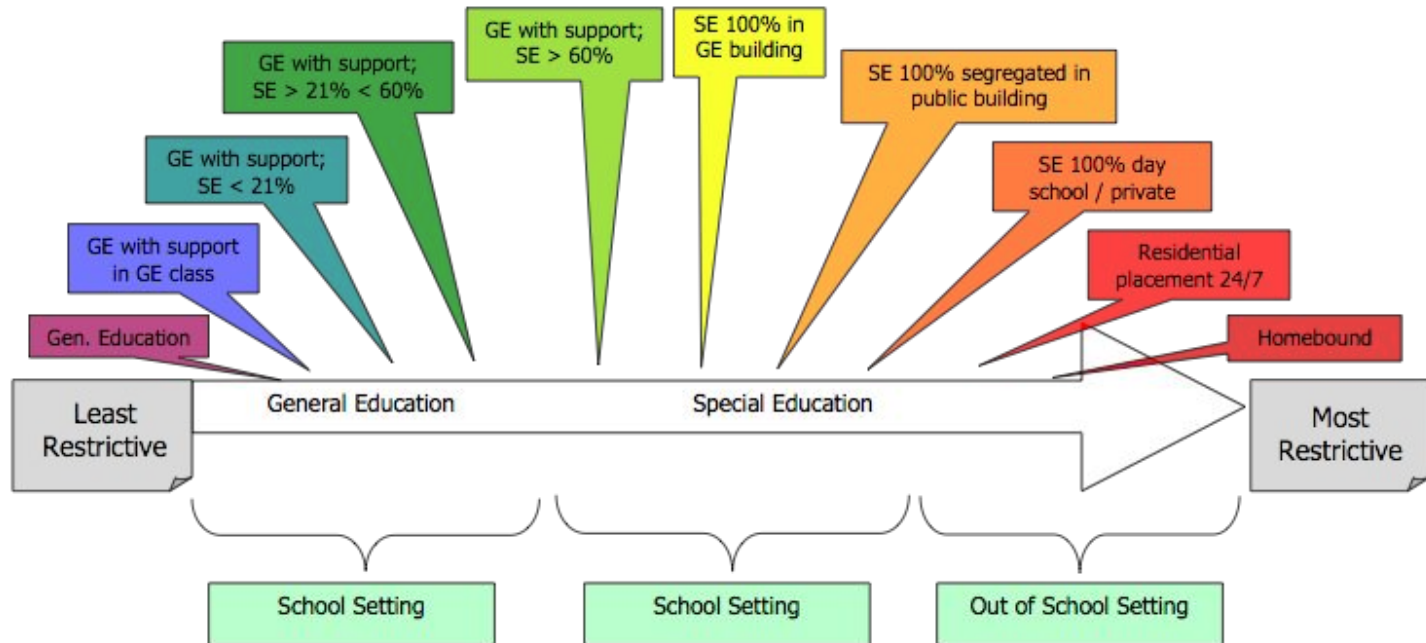 GE with support;
SE > 60%
SE 100% in
GE building
GE with support;
SE > 21% < 60%
SE 100% segregated in
public building
GE with support;
SE < 21%
SE 100% day
school / private
GE with support
in GE class
Residential
placement 24/7
Gen. Education
Homebound
Least
Restrictive
General Education
Special Education
Most
Restrictive
School Setting
School Setting
Out of School Setting